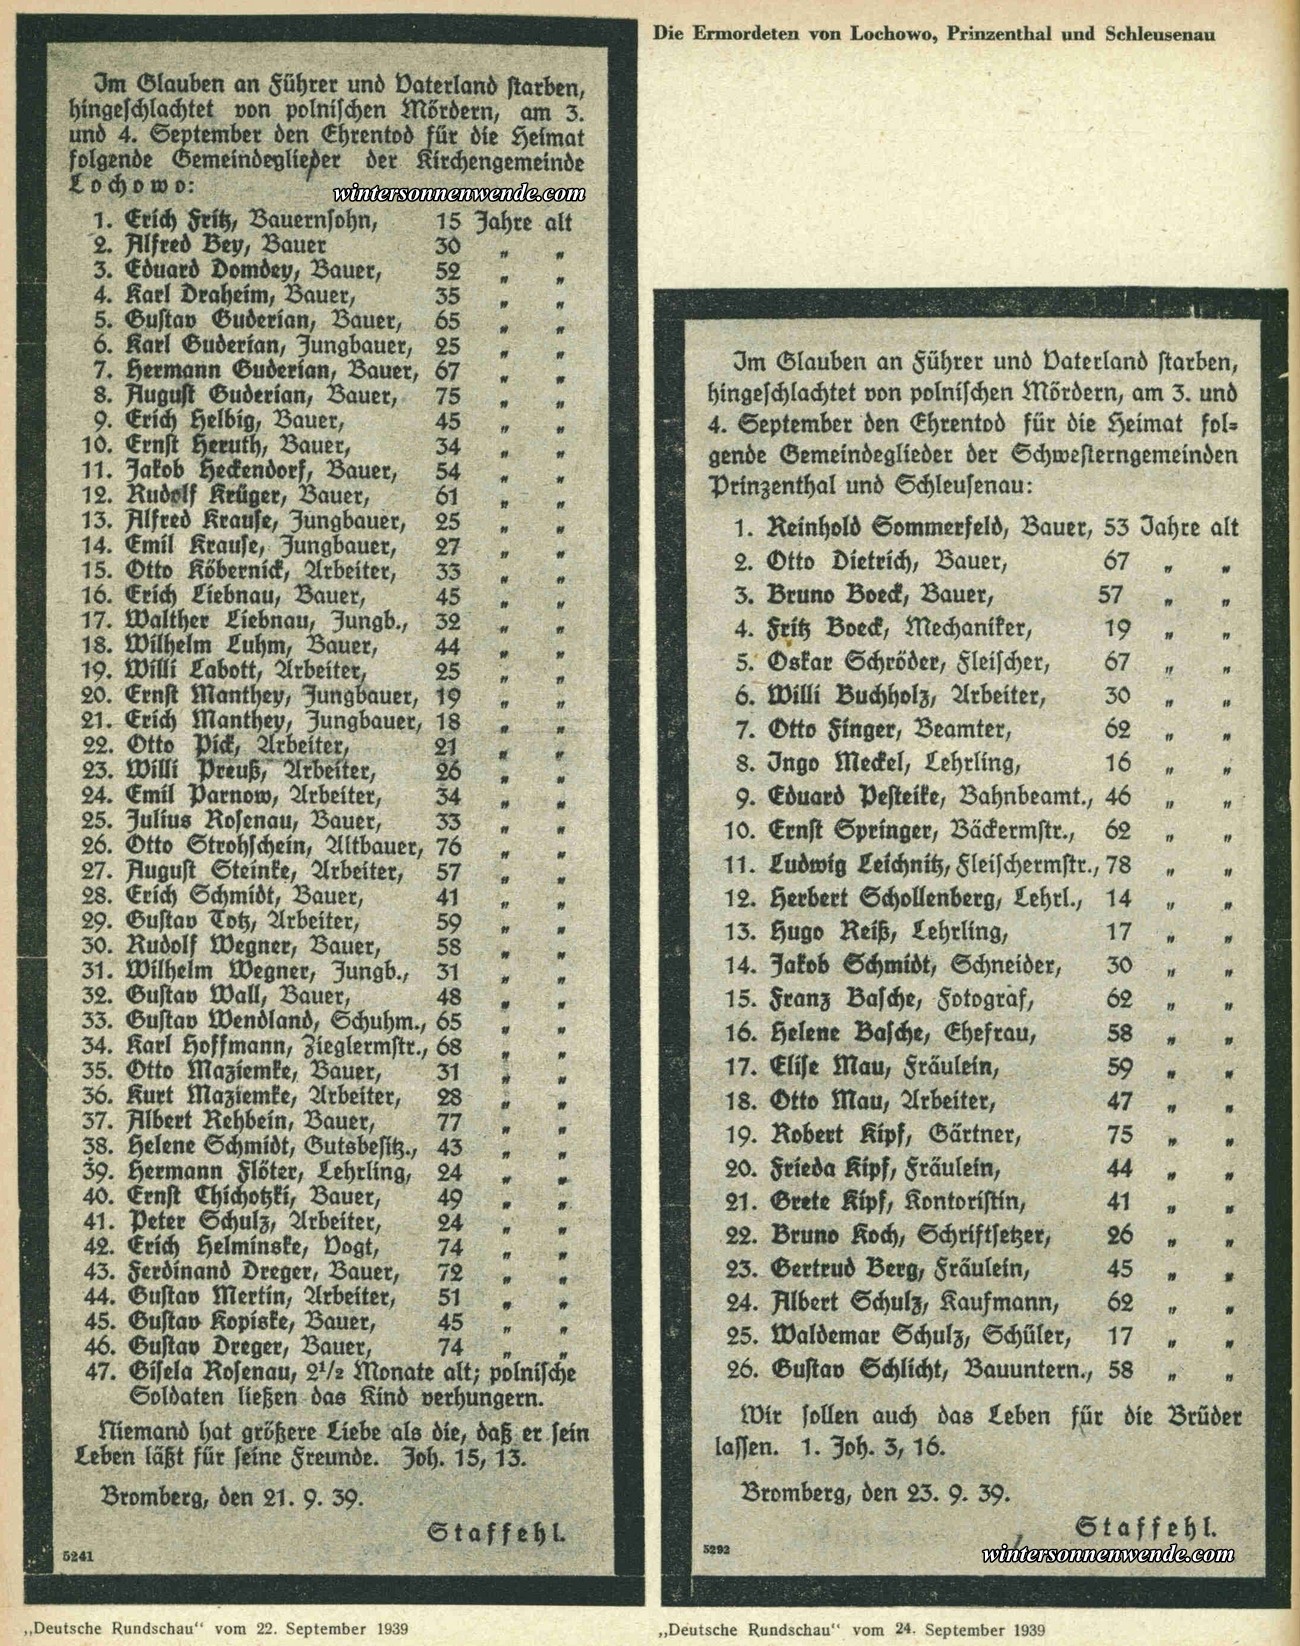 Die Ermordeten von Lochowo, Prinzenthal und Schleusenau
Im Glauben an Führer und Vaterland starben,
hingeschlachtet von polnischen Mördern, am 3.
und 4. September den Ehrentod für die Heimat
folgende Gemeindeglieder der Kirchengemeinde
Lochowo:
wintersonnenwende.com
1. Erich Fritz, Bauernsohn, 15 Jahre alt
2. Alfred Bey, Bauer 30 „ „
3. Eduard Domdey, Bauer, 52 „ „
4. Karl Draheim, Bauer, 35 „ „
5. Gustav Guderian, Bauer, 65 „ „
6. Karl Guderian, Jungbauer, 25 „ „
7. Hermann Guderian, Bauer, 67 „ „
8. August Guderian, Bauer, 75 „ „
9. Erich Helbig, Bauer, 45 „ „
10. Ernst Heruth, Bauer, 34 „ „
11. Jakob Heckendorf, Bauer, 54 „ „
12. Rudolf Krüger, Bauer, 61 „ „
13. Alfred Krause, Jungbauer, 25 „ „
14. Emil Krause, Jungbauer, 27 „ „
15. Otto Köbernick, Arbeiter, 33 „ „
16. Erich Liebnau, Bauer, 45 „ „
17. Walther Liebnau, Jungb., 32 „ „
18. Wilhelm Luhm, Bauer, 44 „ „
19. Willi Labott, Arbeiter, 25 „ „
20. Ernst Manthey, Jungbauer, 19 „ „
21. Erich Manthey, Jungbauer, 18 „ „
22. Otto Pick, Arbeiter, 21 „ „
23. Willi Preuß, Arbeiter, 26 „ „
24. Emil Parnow, Arbeiter, 34 „ „
25. Julius Rosenau, Bauer, 33 „ „
26. Otto Strohschein, Altbauer, 76 „ „
27. August Steinke, Arbeiter, 57 „ „
28. Erich Schmidt, Bauer, 41 „ „
29. Gustav Totz, Arbeiter, 59 „ „
30. Rudolf Wegner, Bauer, 58 „ „
31. Wilhelm Wegner, Jungb., 31 „ „
32. Gustav Wall, Bauer, 48 „ „
33. Gustav Wendland, Schuhm., 65 „ „
34. Karl Hoffmann, Zieglermstr., 68 „ „
35. Otto Maziemke, Bauer, 31 „ „
36. Kurt Maziemke, Arbeiter, 28 „ „
37. Albert Rehbein, Bauer, 77 „ „
38. Helene Schmidt, Gutsbesitz., 43 „ „
39. Hermann Flöter, Lehrling, 24 „ „
40. Ernst Thichotzki, Bauer, 49 „ „
41. Peter Schulz, Arbeiter, 24 „ „
42. Erich Helminske, Vogt, 74 „ „
43. Ferdinand Dreger, Bauer, 72 „ „
44. Gustav Mertin, Arbeiter, 51 „ „
45. Gustav Kopiske, Bauer, 45 „ „
46. Gustav Dreger, Bauer, 74 „ „
47. Gisela Rosenau, 2½ Monate alt; polnische
Soldaten ließen das Kind verhungern.
Niemand hat größere Liebe als die, daß er sein
Leben läßt für seine Freunde. Joh. 15, 13.
Bromberg, den 21. 9. 39.
Staffehl.
5241
„Deutsche Rundschau“ vom 22. September 1939
Im Glauben an Führer und Vaterland starben,
hingeschlachtet von polnischen Mördern, am 3. und
4. September den Ehrentod für die Heimat fol-
gende Gemeindeglieder der Schwesterngemeinden
Prinzenthal und Schleusenau:
1. Reinhold Sommerfeld, Bauer, 53 Jahre alt
2. Otto Dietrich, Bauer, 67 „ „
3. Bruno Boeck, Bauer, 57 „ „
4. Fritz Boeck, Mechaniker, 19 „ „
5. Oskar Schröder, Fleischer, 67 „ „
6. Willi Buchholz, Arbeiter, 30 „ „
7. Otto Finger, Beamter, 62 „ „
8. Ingo Meckel, Lehrling, 16 „ „
9. Eduard Pesteike, Bahnbeamt., 46 „ „
10. Ernst Springer, Bäckermstr., 62 „ „
11. Ludwig Leichnitz, Fleischermstr., 78 „ „
12. Herbert Schollenberg, Lehrl., 14 „ „
13. Hugo Reiß, Lehrling, 17 „ „
14. Jakob Schmidt, Schneider, 30 „ „
15. Franz Basche, Fotograf, 62 „ „
16. Helene Basche, Ehefrau, 58 „ „
17. Elise Mau, Fräulein, 59 „ „
18. Otto Mau, Arbeiter, 47 „ „
19. Robert Kipf, Gärtner, 75 „ „
20. Frieda Kipf, Fräulein, 44 „ „
21. Grete Kipf, Kontoristin, 41 „ „
22. Bruno Koch, Schriftsetzer, 26 „ „
23. Gertrud Berg, Fräulein, 45 „ „
24. Albert Schulz, Kaufmann, 62 „ „
25. Waldemar Schulz, Schüler, 17 „ „
26. Gustav Schlicht, Bauuntern., 58 „ „
Wir sollen auch das Leben für die Brüder
lassen. 1. Joh. 3, 16.
Bromberg, den 23. 9. 39.
Staffehl.
5292
wintersonnenwende.com
„Deutsche Rundschau“ vom 24. September 1939